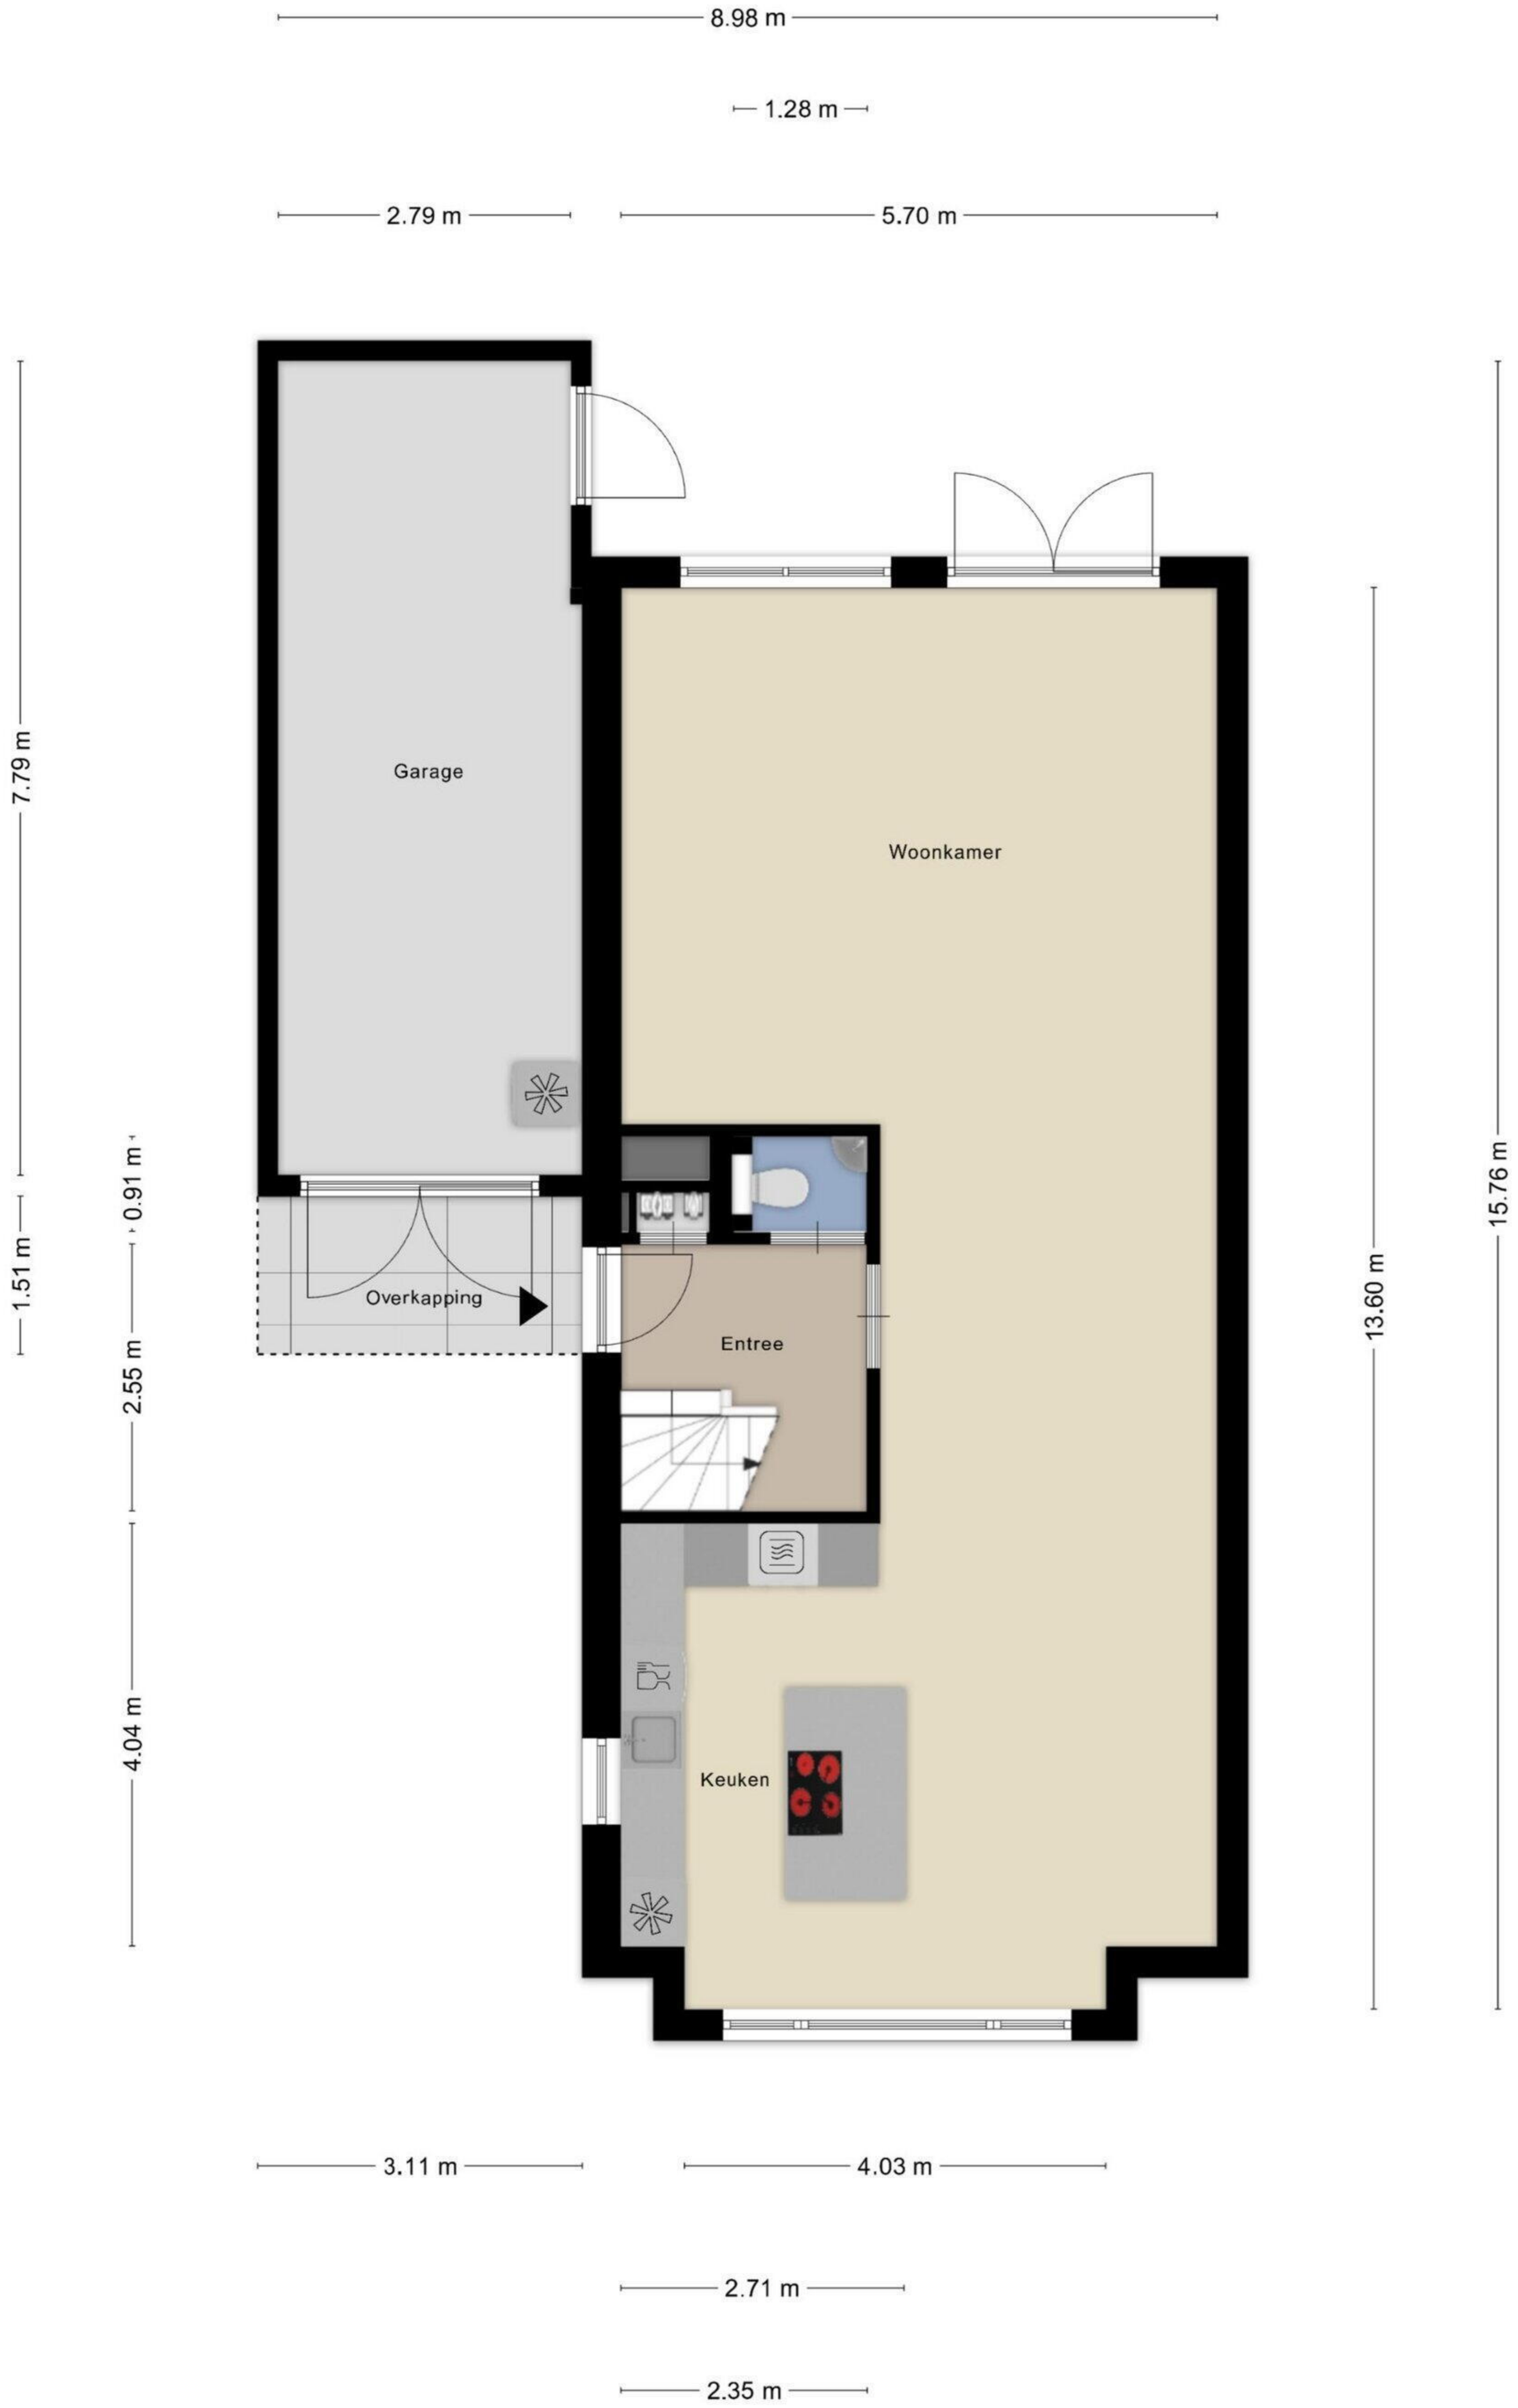 8.98 m
1.28 m
2.79 m
5.70 m
7.79 m
Garage
Woonkamer
0.91 m
15.76 m
1.51 m
Overkapping
13.60 m
Entree
2.55 m
4.04 m
Keuken
3.11 m
4.03 m
2.71 m
2.35 m